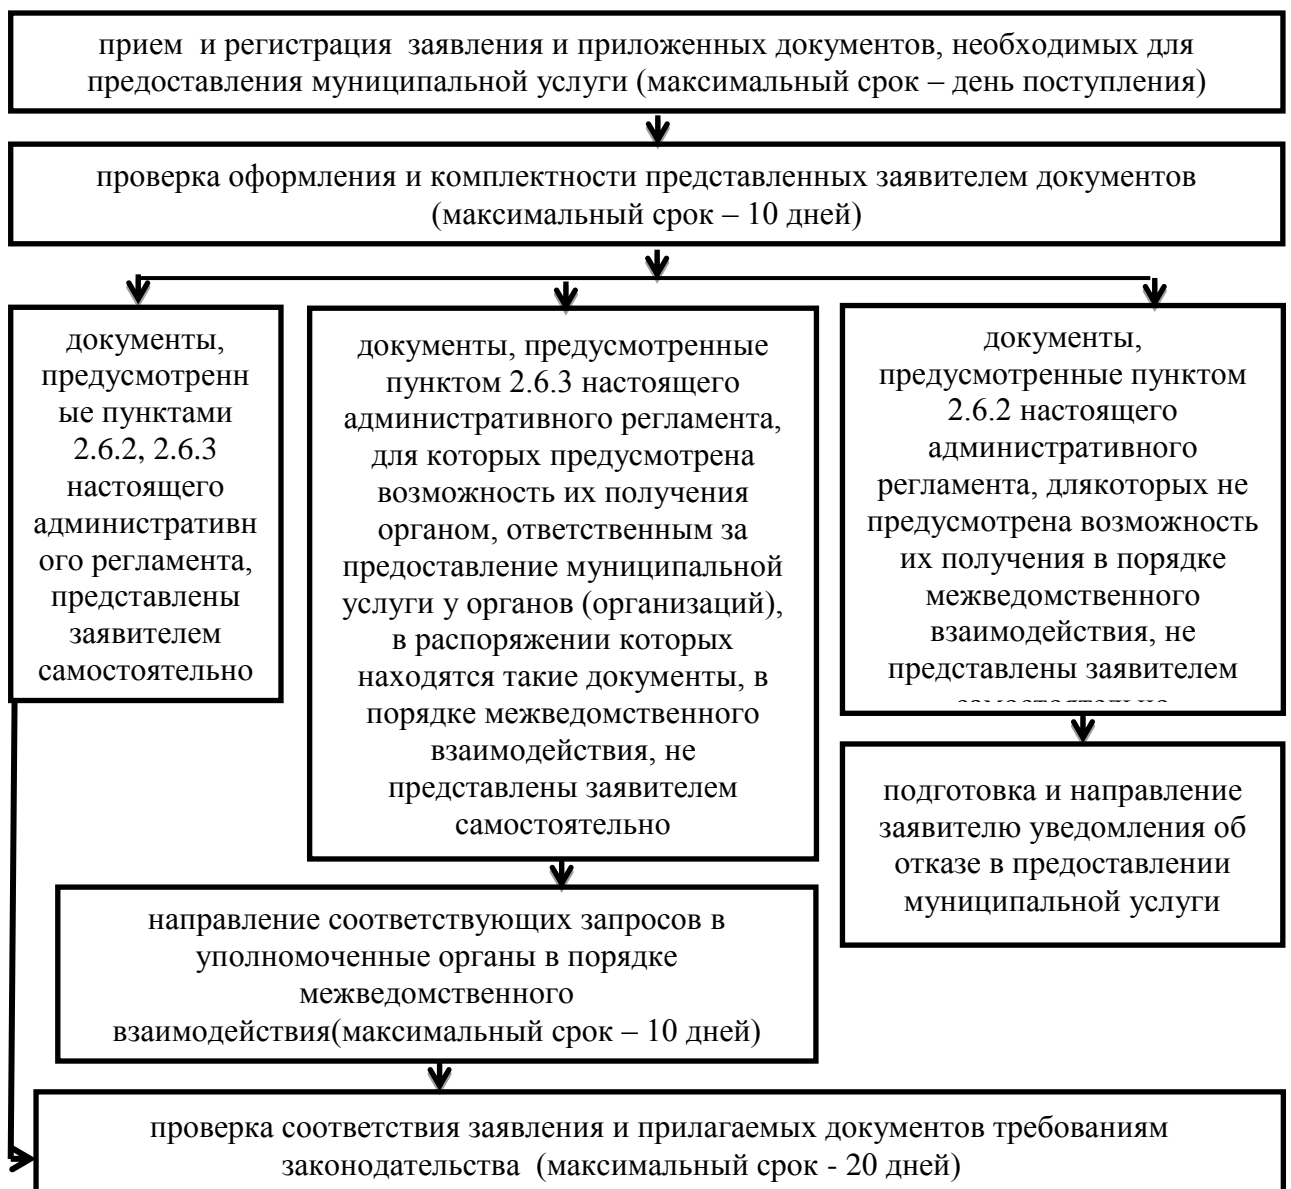 прием и регистрация заявления и приложенных документов, необходимых для
предоставления муниципальной услуги (максимальный срок – день поступления)
проверка оформления и комплектности представленных заявителем документов
(максимальный срок – 10 дней)
документы,
предусмотренн
ые пунктами
2.6.2, 2.6.3
настоящего
административн
ого регламента,
представлены
заявителем
самостоятельно
документы, предусмотренные
пунктом 2.6.3 настоящего
административного регламента,
для которых предусмотрена
возможность их получения
органом, ответственным за
предоставление муниципальной
услуги у органов (организаций),
в распоряжении которых
находятся такие документы, в
порядке межведомственного
взаимодействия, не
представлены заявителем
самостоятельно
документы,
предусмотренные пунктом
2.6.2 настоящего
административного
регламента, длякоторых не
предусмотрена возможность
их получения в порядке
межведомственного
взаимодействия, не
представлены заявителем
подготовка и направление
заявителю уведомления об
отказе в предоставлении
муниципальной услуги
направление соответствующих запросов в
уполномоченные органы в порядке
межведомственного
взаимодействия(максимальный срок – 10 дней)
проверка соответствия заявления и прилагаемых документов требованиям
законодательства (максимальный срок - 20 дней)